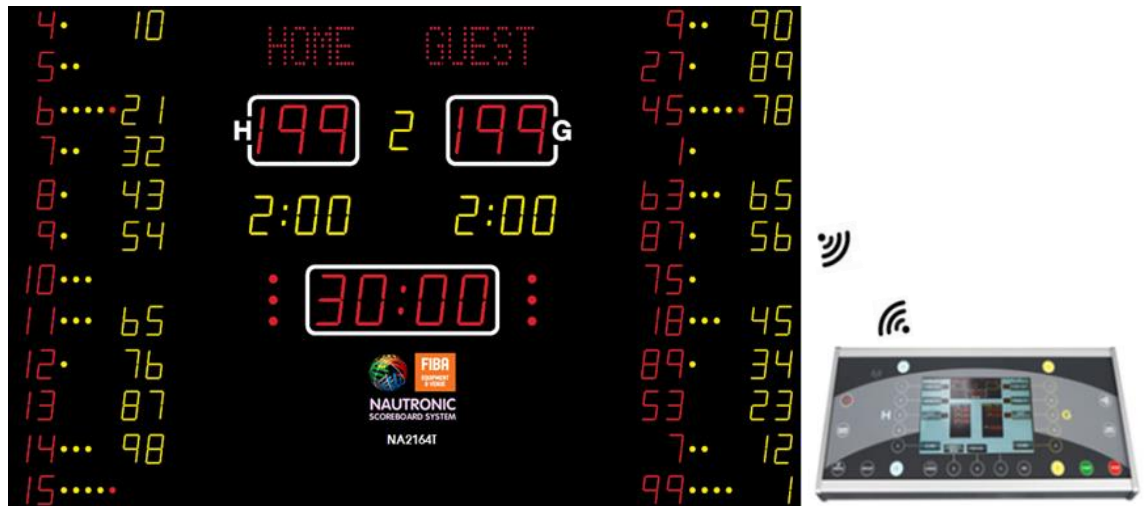 4 10 9 90
HOME GUEST
5 27 89
6 21 45 78
H 199 2 199 G
7 32 1
8 43 63 65
2:00 2:00
9 54 87 56
10 75
30:00
11 65 18 45
12 76 89 34
FIBA
EQUIPMENT
& VENUE
13 87 53 23
NAUTRONIC
SCOREBOARD SYSTEM
14 98 7 12
NA2164T
15 99 1
H G